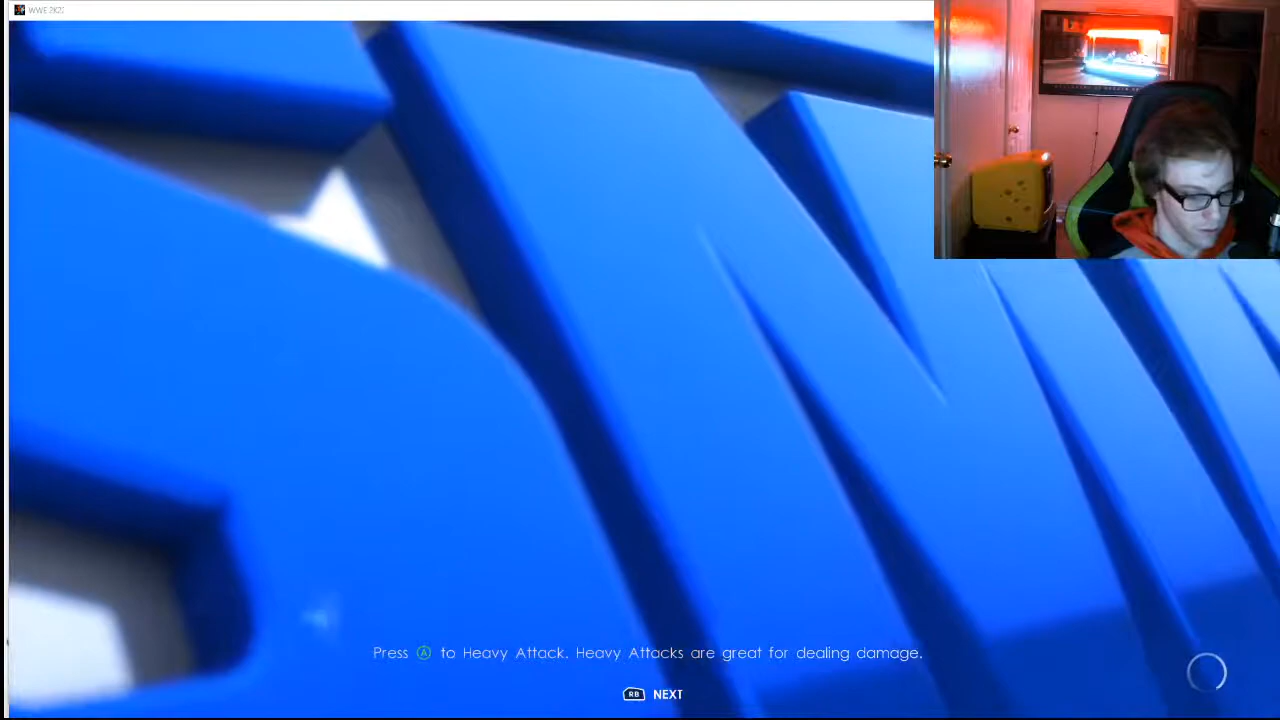 WWE 2K22
Press A to Heavy Attack. Heavy Attacks are great for dealing damage.
RB NEXT